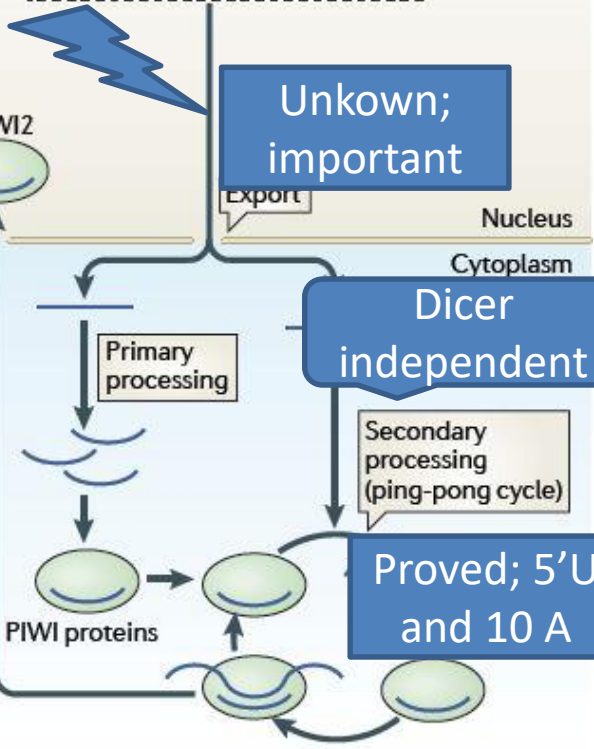 Unkown;
important
WI2
Export
Nucleus
Cytoplasm
Dicer
independent
Primary
processing
Secondary
processing
(ping-pong cycle)
Proved; 5’U
and 10 A
PIWI proteins